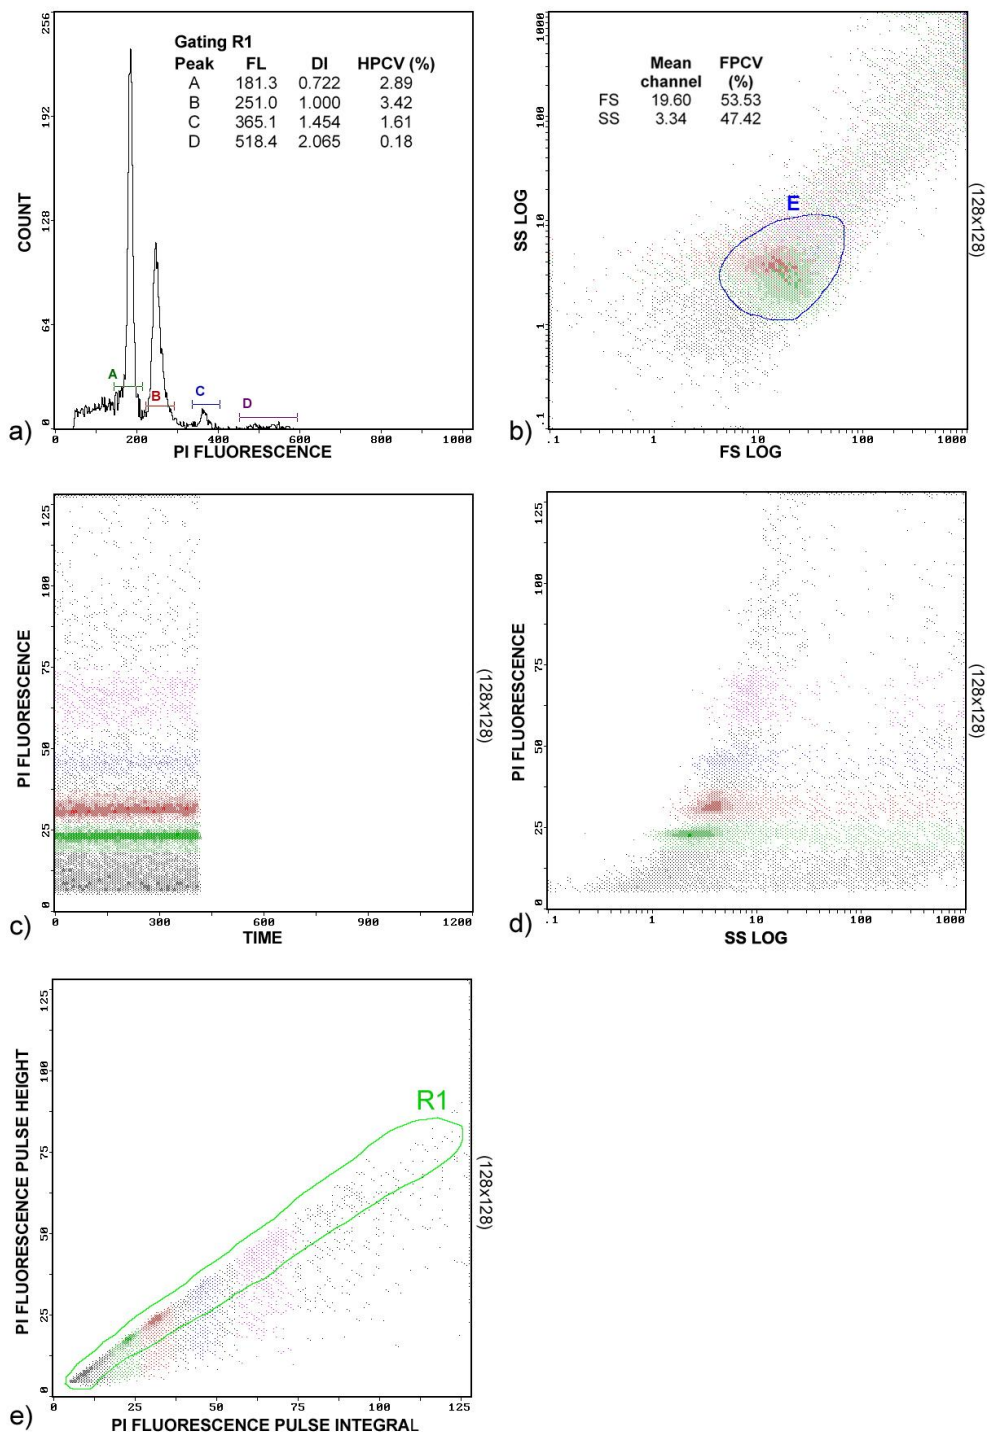 Gating R1
Peak FL DI HPCV (%)
A 181.3 0.722 2.89
B 251.0 1.000 3.42
C 365.1 1.454 1.61
D 518.4 2.065 0.18
256
192
128
64
0
COUNT
A
B
C
D
a)
0 200 400 600 800 1000
PI FLUORESCENCE
Mean channel FPCV (%)
FS 19.60 53.53
SS 3.34 47.42
1000
100
10
1
.1
SS LOG
E
(128x128)
b)
.1 1 10 100 1000
FS LOG
125
100
75
50
25
0
PI FLUORESCENCE
(128x128)
c)
0 300 600 900 1200
TIME
125
100
75
50
25
0
PI FLUORESCENCE
(128x128)
d)
.1 1 10 100 1000
SS LOG
125
100
75
50
25
0
PI FLUORESCENCE PULSE HEIGHT
R1
(128x128)
e)
0 25 50 75 100 125
PI FLUORESCENCE PULSE INTEGRAL